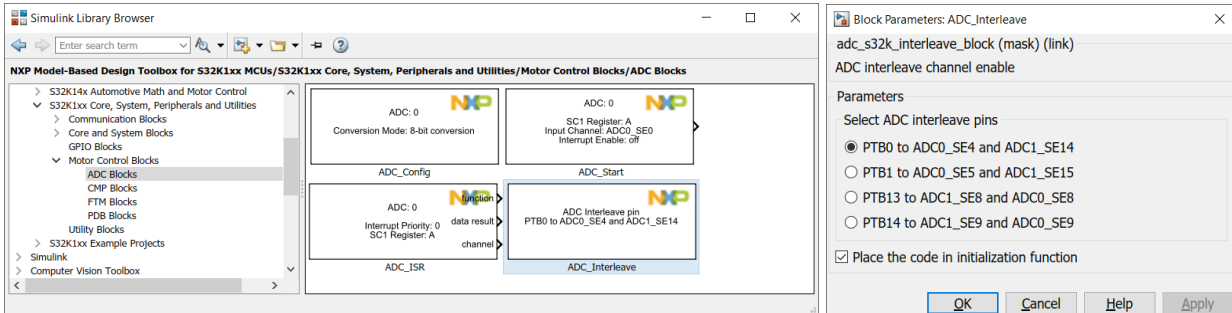 Simulink Library Browser
Enter search term
NXP Model-Based Design Toolbox for S32K1xx MCUs/S32K1xx Core, System, Peripherals and Utilities/Motor Control Blocks/ADC Blocks
S32K14x Automotive Math and Motor Control
S32K1xx Core, System, Peripherals and Utilities
Communication Blocks
Core and System Blocks
GPIO Blocks
Motor Control Blocks
ADC Blocks
CMP Blocks
FTM Blocks
PDB Blocks
Utility Blocks
S32K1xx Example Projects
Simulink
Computer Vision Toolbox
NXP
ADC: 0
Conversion Mode: 8-bit conversion
ADC_Config
NXP
ADC: 0
SC1 Register: A
Input Channel: ADC0_SE0
Interrupt Enable: off
ADC_Start
NXP
ADC: 0
Interrupt Priority: 0
SC1 Register: A
function
data result
channel
ADC_ISR
NXP
ADC Interleave pin
PTB0 to ADC0_SE4 and ADC1_SE14
ADC_Interleave
Block Parameters: ADC_Interleave
adc_s32k_interleave_block (mask) (link)
ADC interleave channel enable
Parameters
Select ADC interleave pins
PTB0 to ADC0_SE4 and ADC1_SE14
PTB1 to ADC0_SE5 and ADC1_SE15
PTB13 to ADC1_SE8 and ADC0_SE8
PTB14 to ADC1_SE9 and ADC0_SE9
Place the code in initialization function
OK Cancel Help Apply